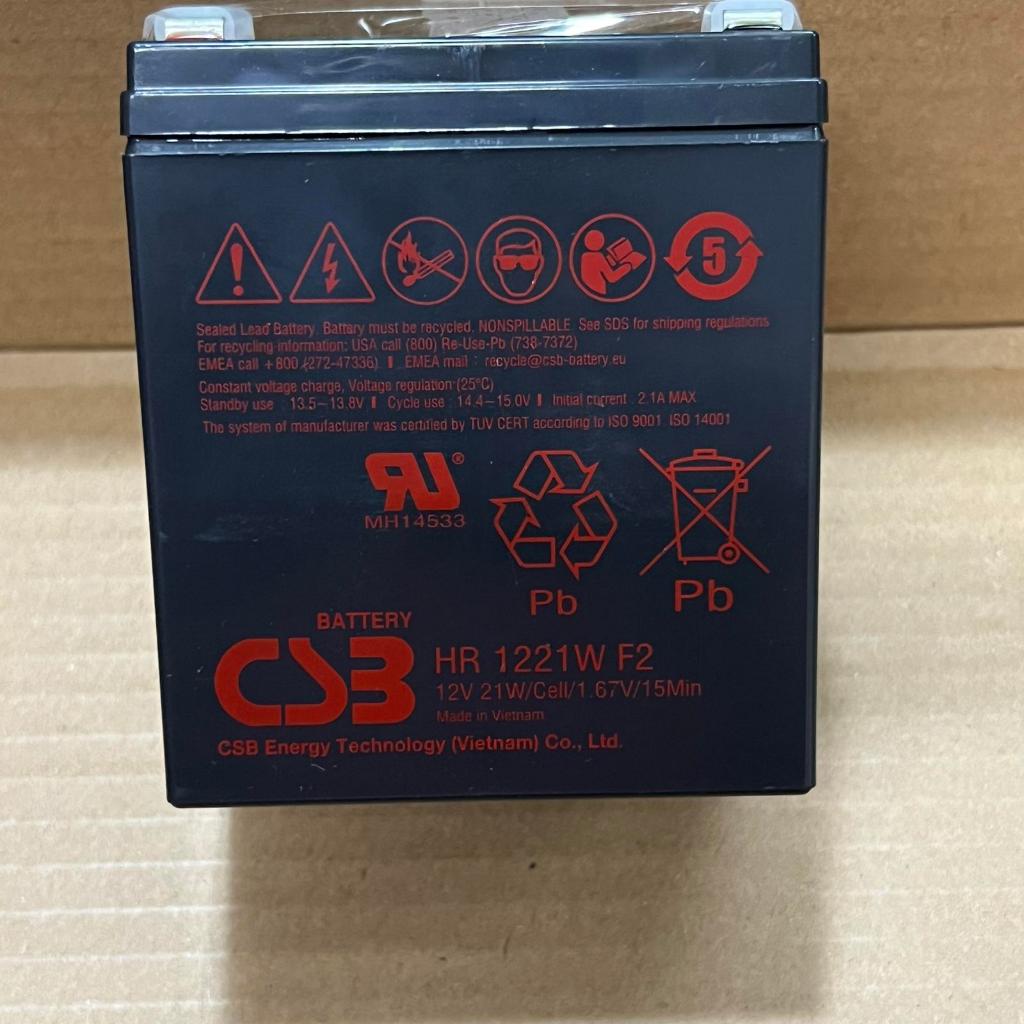 5
Sealed Lead Battery. Battery must be recycled. NONSPILLABLE See SDS for shipping regulations
For recycling information: USA call (800) Re-Use-Pb (738-7372)
EMEA call +800 (272-47336) | EMEA mail : recycle@csb-battery.eu
Constant voltage charge, Voltage regulation (25°C)
Standby use : 13.5~13.8V | Cycle use : 14.4~15.0V | Initial current : 2.1A MAX
The system of manufacturer was certified by TUV CERT according to ISO 9001 ISO 14001
RU®
MH14533
Pb
Pb
BATTERY
CSB
HR 1221W F2
12V 21W/Cell/1.67V/15Min
Made in Vietnam
CSB Energy Technology (Vietnam) Co., Ltd.